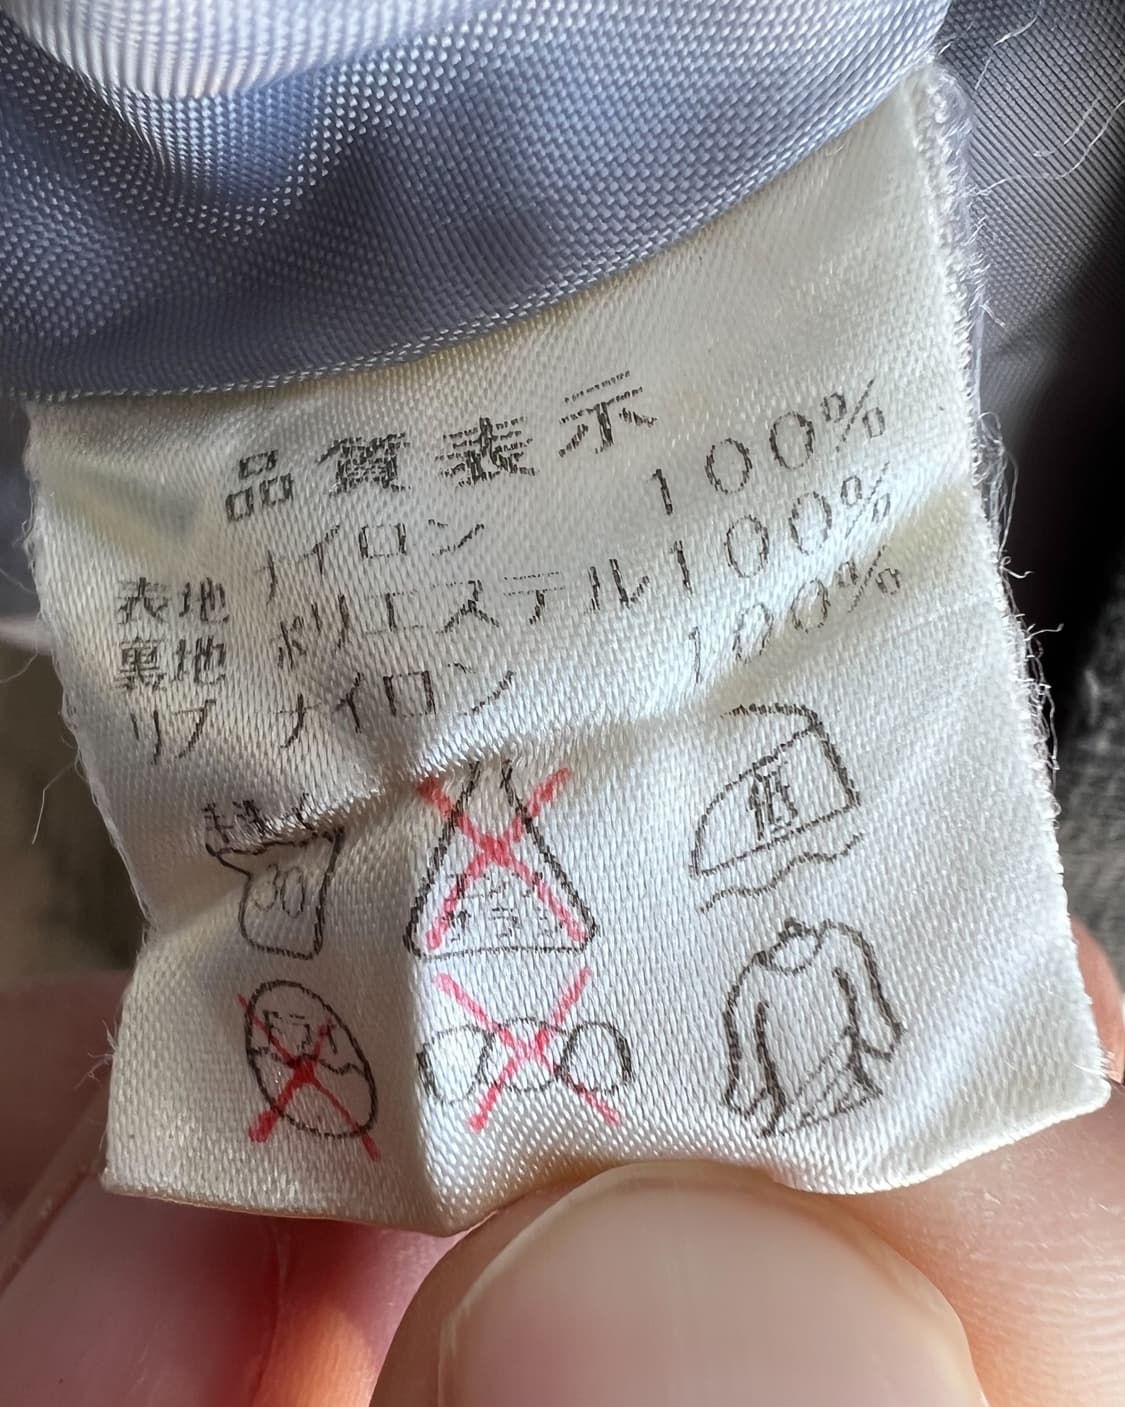 品質表示
表地 ナイロン 100%
裏地 ポリエステル100%
リブ ナイロン 100%
30
低